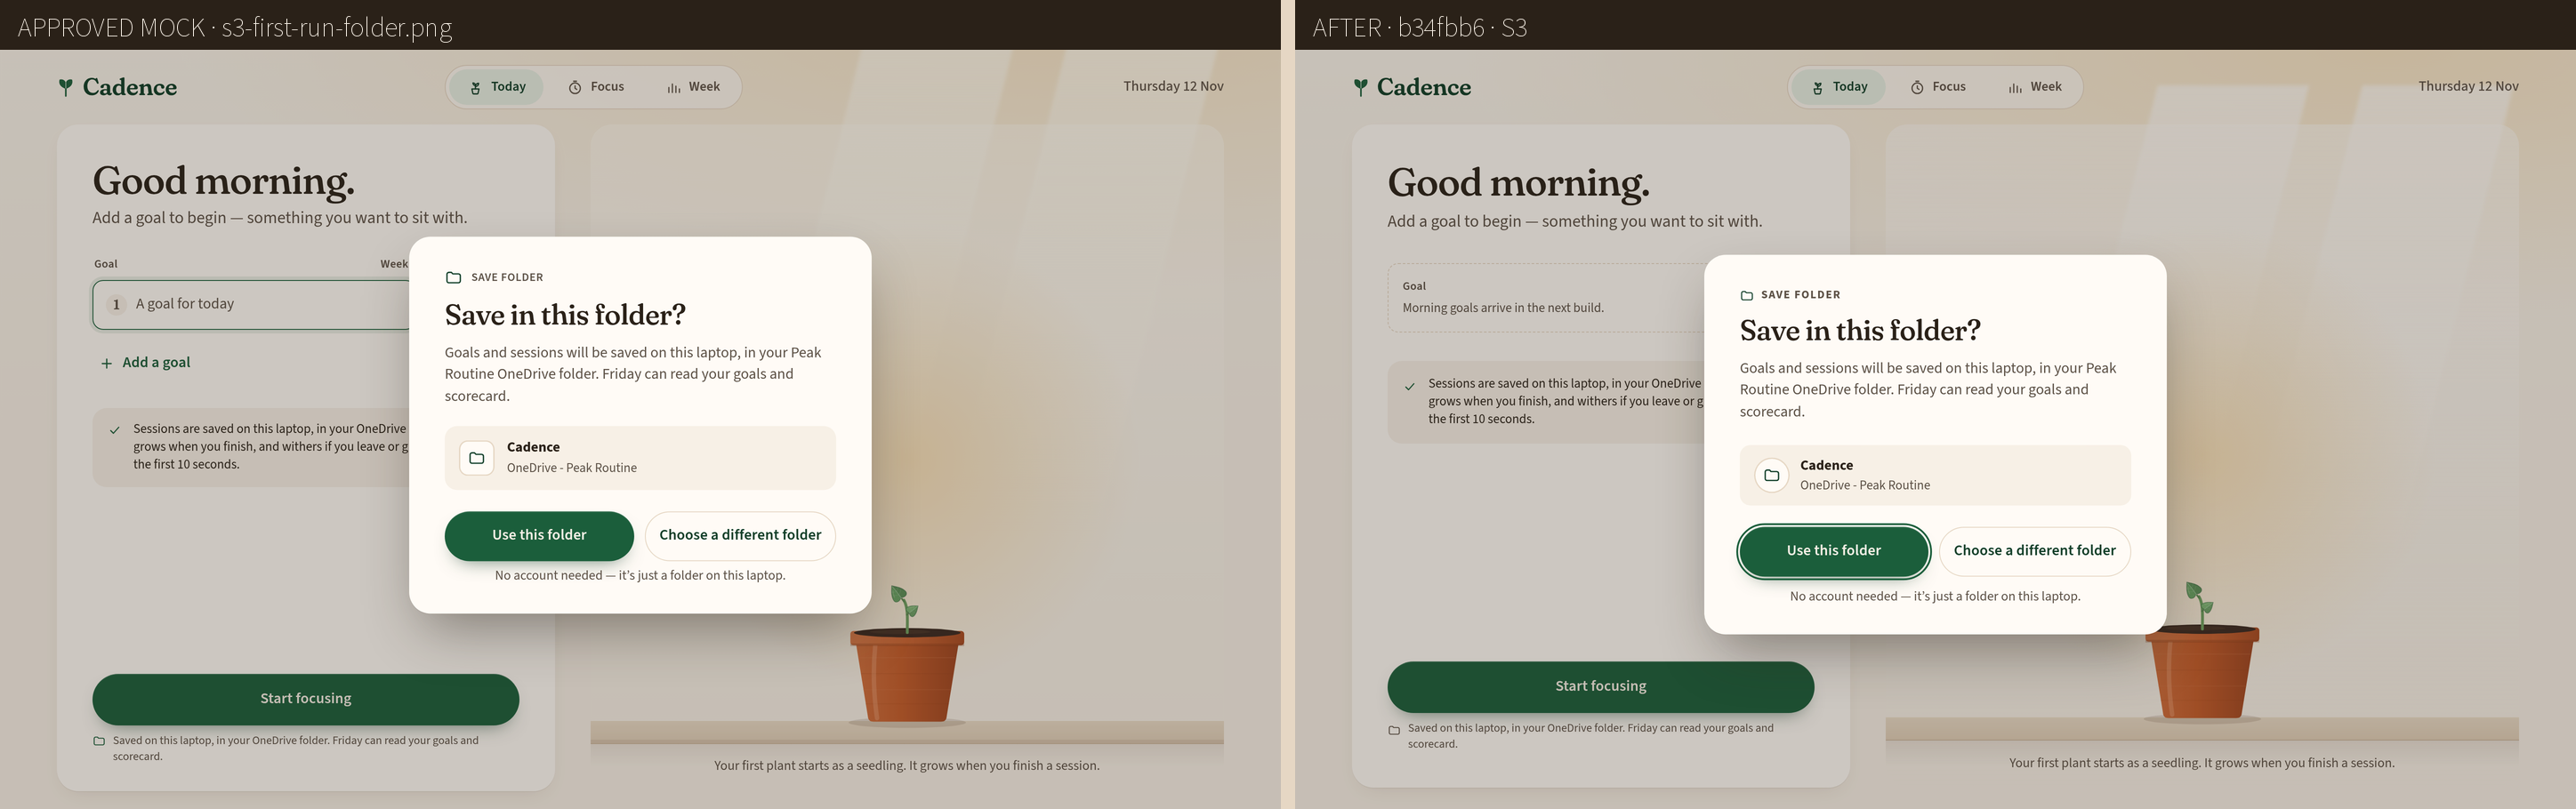 APPROVED MOCK · s3-first-run-folder.png
Cadence
Today
Focus
Week
Thursday 12 Nov
Good morning.
Add a goal to begin — something you want to sit with.
Goal
Week
1
A goal for today
Add a goal
Sessions are saved on this laptop, in your OneDrive
grows when you finish, and withers if you leave or g
the first 10 seconds.
SAVE FOLDER
Save in this folder?
Goals and sessions will be saved on this laptop, in your Peak
Routine OneDrive folder. Friday can read your goals and
scorecard.
Cadence
OneDrive - Peak Routine
Use this folder
Choose a different folder
No account needed — it’s just a folder on this laptop.
Start focusing
Saved on this laptop, in your OneDrive folder. Friday can read your goals and
scorecard.
Your first plant starts as a seedling. It grows when you finish a session.
AFTER · b34fbb6 · S3
Cadence
Today
Focus
Week
Thursday 12 Nov
Good morning.
Add a goal to begin — something you want to sit with.
Goal
Morning goals arrive in the next build.
Sessions are saved on this laptop, in your OneDrive
grows when you finish, and withers if you leave or g
the first 10 seconds.
SAVE FOLDER
Save in this folder?
Goals and sessions will be saved on this laptop, in your Peak
Routine OneDrive folder. Friday can read your goals and
scorecard.
Cadence
OneDrive - Peak Routine
Use this folder
Choose a different folder
No account needed — it’s just a folder on this laptop.
Start focusing
Saved on this laptop, in your OneDrive folder. Friday can read your goals and
scorecard.
Your first plant starts as a seedling. It grows when you finish a session.